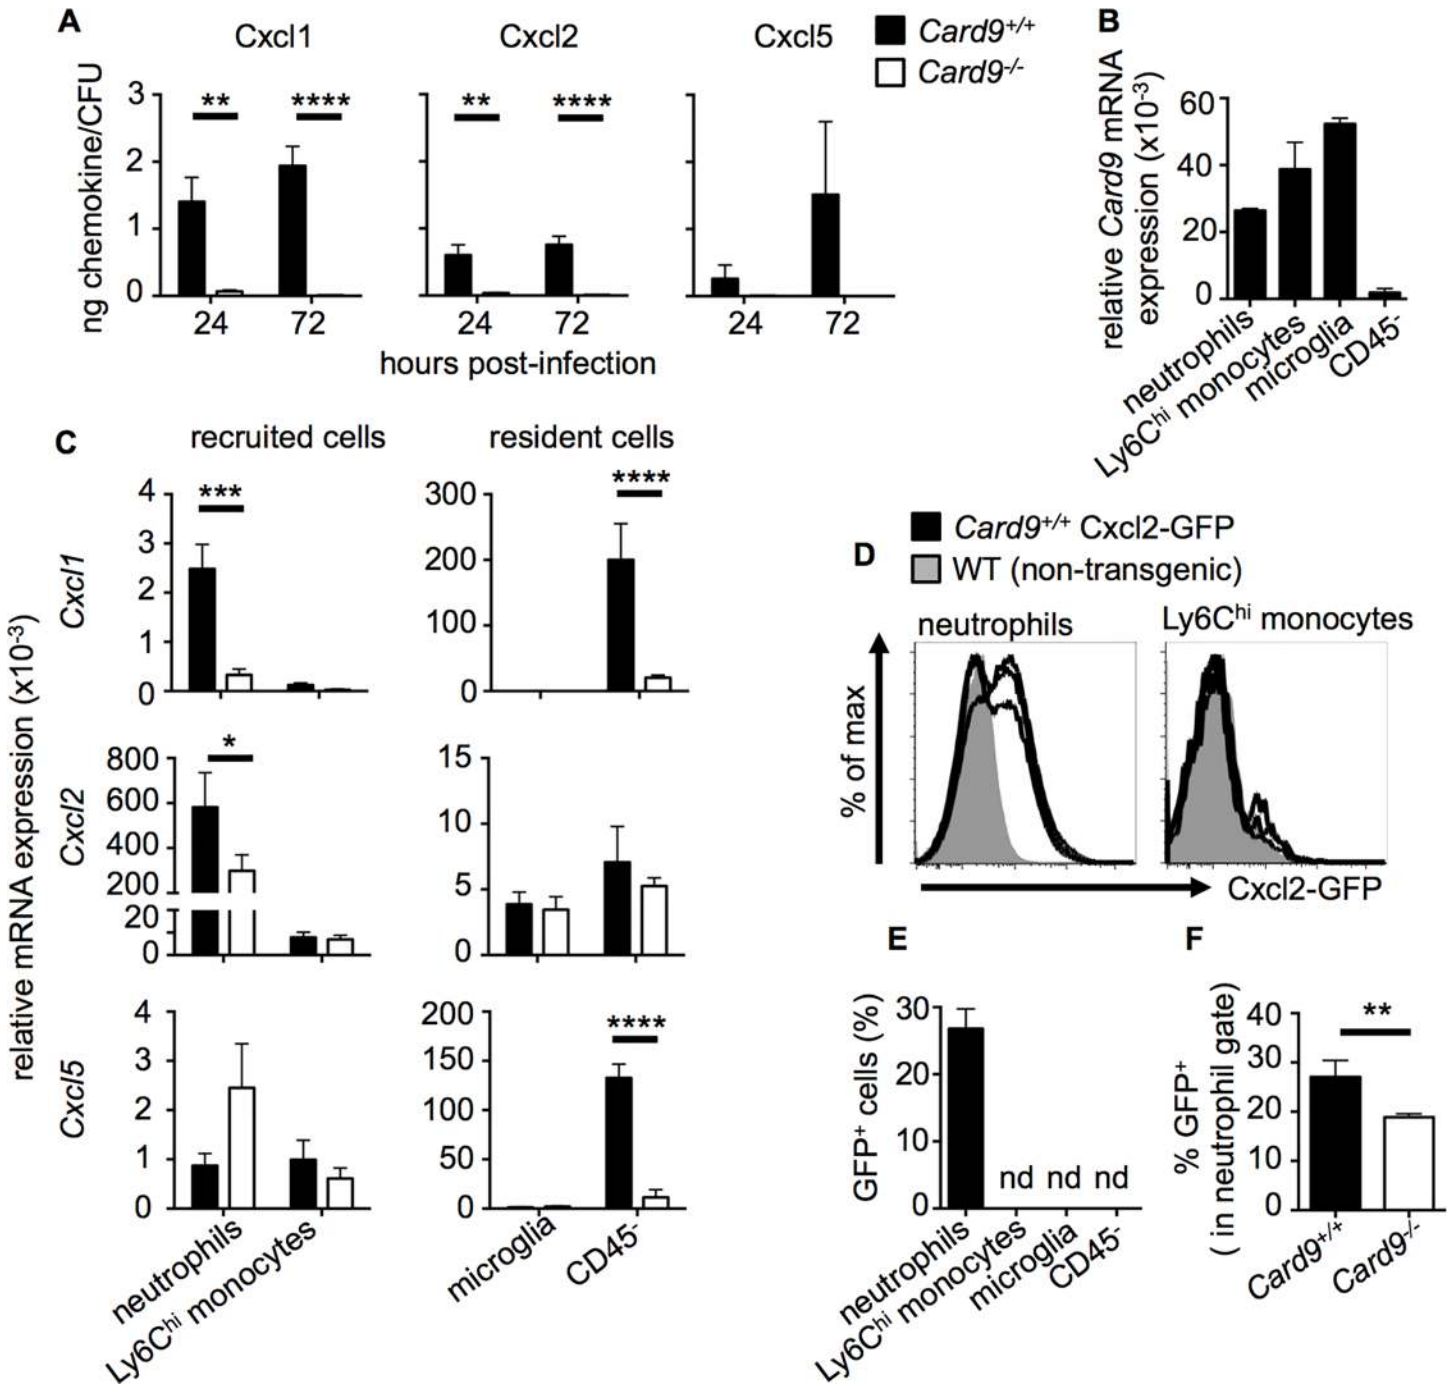 A
Cxcl1
Cxcl2
Cxcl5
Card9+/+
Card9-/-
ng chemokine/CFU
3
2
1
0
**
****
**
****
24
72
24
72
24
72
hours post-infection
B
relative Card9 mRNA
expression (x10-3)
60
40
20
0
neutrophils
Ly6Chi monocytes
microglia
CD45-
C
recruited cells
resident cells
relative mRNA expression (x10-3)
Cxcl1
4
3
2
1
0
***
300
200
100
0
****
Cxcl2
800
600
400
200
20
0
*
15
10
5
0
Cxcl5
4
3
2
1
0
200
150
100
50
0
****
neutrophils
Ly6Chi monocytes
microglia
CD45-
D
Card9+/+ Cxcl2-GFP
WT (non-transgenic)
neutrophils
Ly6Chi monocytes
% of max
Cxcl2-GFP
E
GFP+ cells (%)
30
20
10
0
nd nd nd
neutrophils
Ly6Chi monocytes
microglia
CD45-
F
% GFP+
( in neutrophil gate)
40
30
20
10
0
**
Card9+/+
Card9-/-